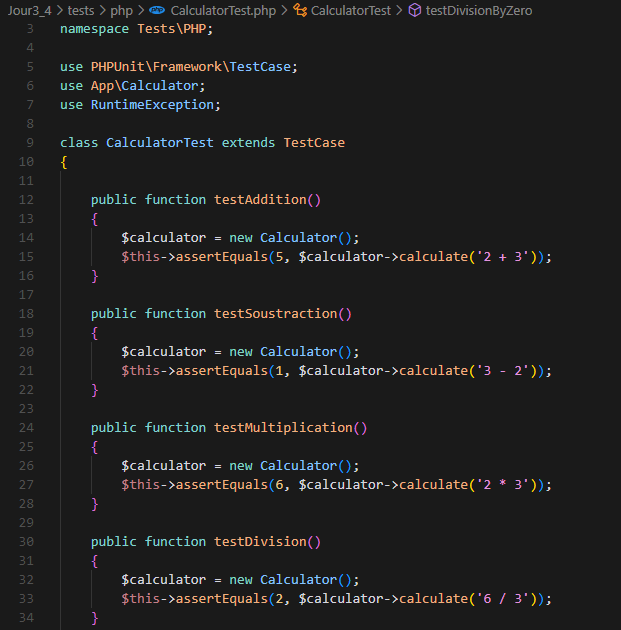 Jour3_4 > tests > php > CalculatorTest.php > CalculatorTest > testDivisionByZero
3 namespace Tests\PHP;
4
5 use PHPUnit\Framework\TestCase;
6 use App\Calculator;
7 use RuntimeException;
8
9 class CalculatorTest extends TestCase
10 {
11
12 public function testAddition()
13 {
14 $calculator = new Calculator();
15 $this->assertEquals(5, $calculator->calculate('2 + 3'));
16 }
17
18 public function testSoustraction()
19 {
20 $calculator = new Calculator();
21 $this->assertEquals(1, $calculator->calculate('3 - 2'));
22 }
23
24 public function testMultiplication()
25 {
26 $calculator = new Calculator();
27 $this->assertEquals(6, $calculator->calculate('2 * 3'));
28 }
29
30 public function testDivision()
31 {
32 $calculator = new Calculator();
33 $this->assertEquals(2, $calculator->calculate('6 / 3'));
34 }